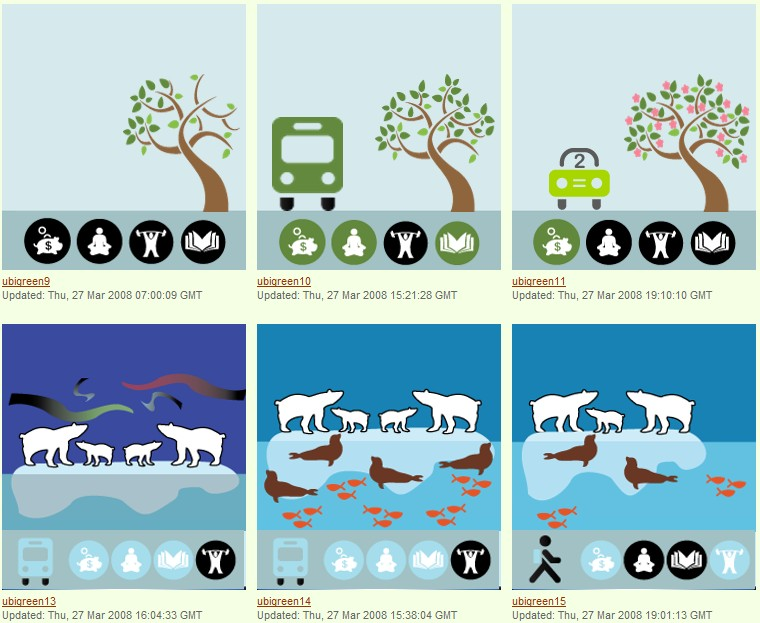 $
$
2
$
ubigreen9
ubigreen10
ubigreen11
Updated: Thu, 27 Mar 2008 07:00:09 GMT
Updated: Thu, 27 Mar 2008 15:21:28 GMT
Updated: Thu, 27 Mar 2008 19:10:10 GMT
$
$
$
ubigreen13
ubigreen14
ubigreen15
Updated: Thu, 27 Mar 2008 16:04:33 GMT
Updated: Thu, 27 Mar 2008 15:38:04 GMT
Updated: Thu, 27 Mar 2008 19:01:13 GMT